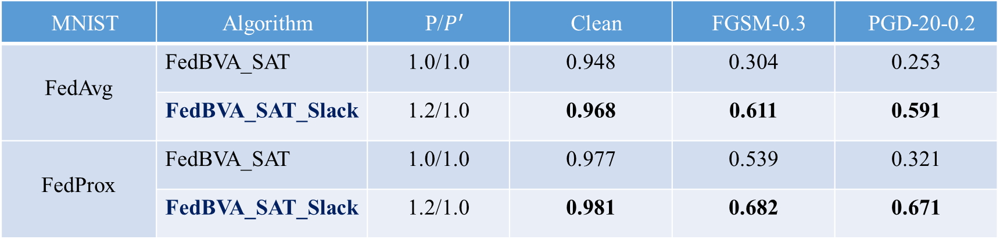 MNIST Algorithm P/P′ Clean FGSM-0.3 PGD-20-0.2
FedAvg
FedBVA_SAT 1.0/1.0 0.948 0.304 0.253
FedBVA_SAT_Slack 1.2/1.0 0.968 0.611 0.591
FedProx
FedBVA_SAT 1.0/1.0 0.977 0.539 0.321
FedBVA_SAT_Slack 1.2/1.0 0.981 0.682 0.671